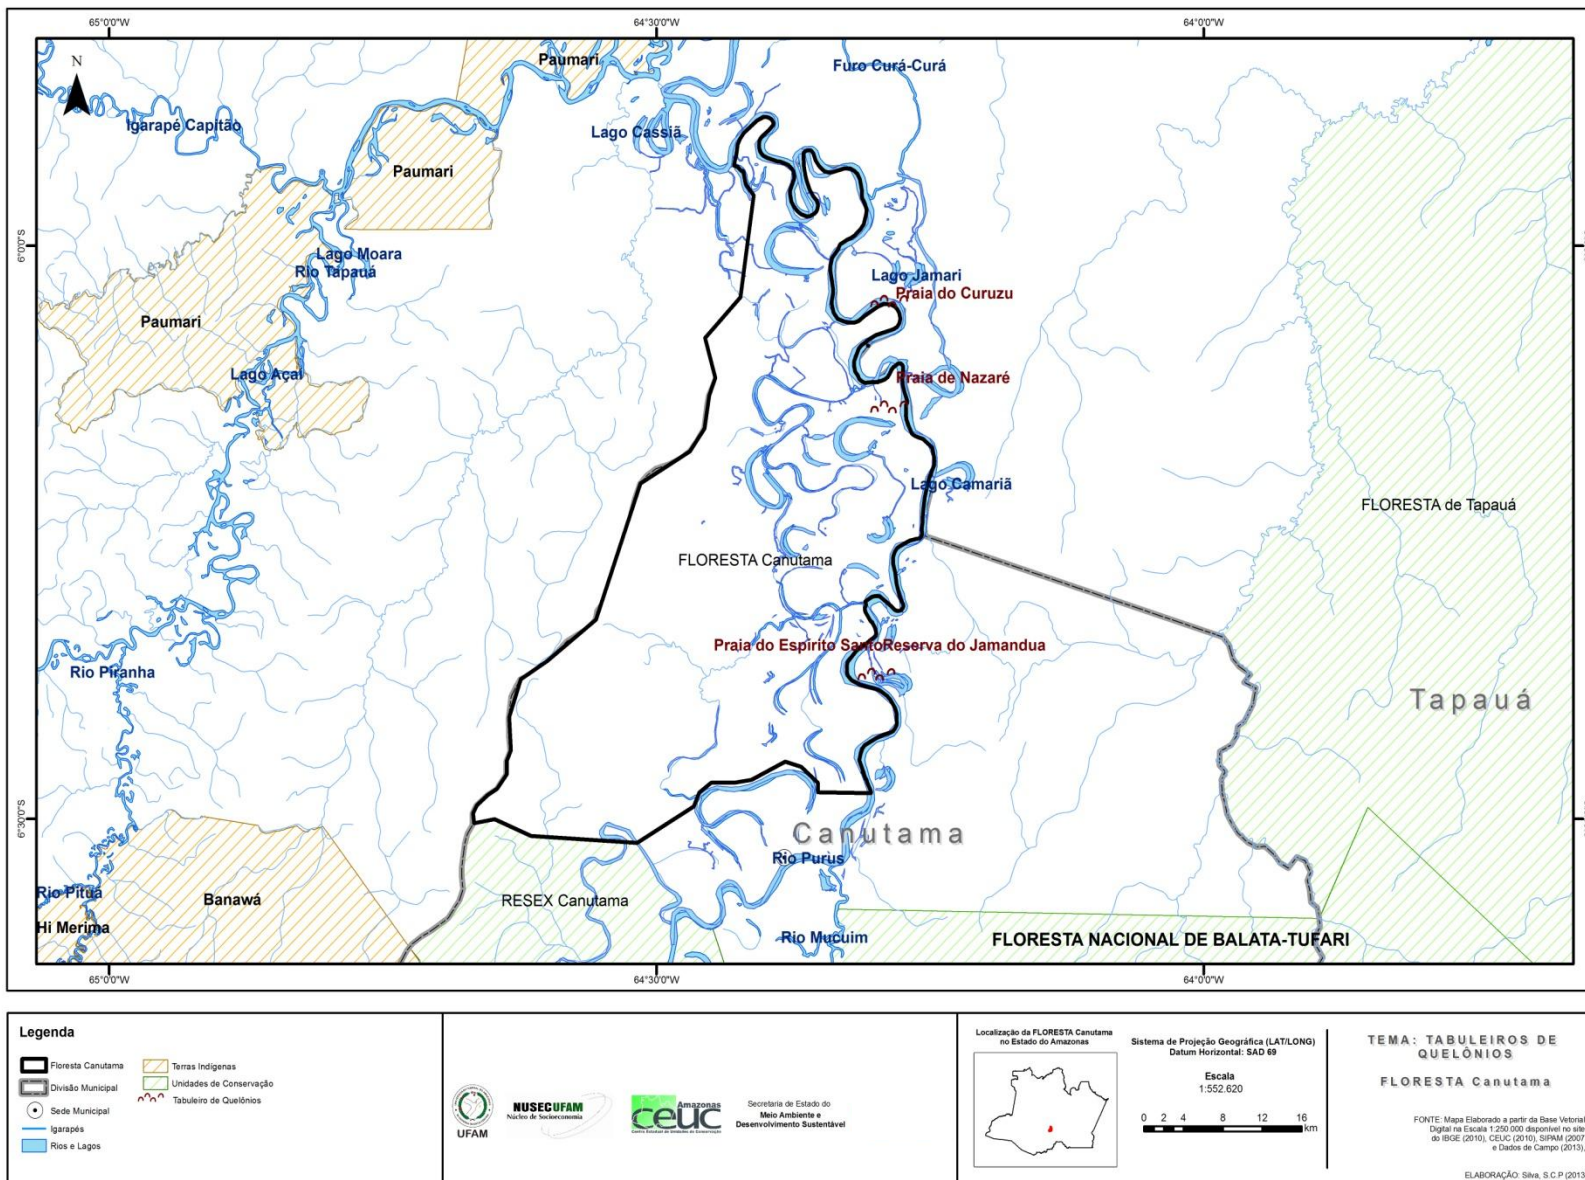 65°0'0"W
64°30'0"W
64°0'0"W
N
Paumari
Furo Curá-Curá
Igarapé Capitão
Lago Cassiã
Paumari
6°0'0"S
Lago Moara
Rio Tapauá
Lago Jamari
Praia do Curuzu
Paumari
Lago Açaí
Praia de Nazaré
Lago Camariã
FLORESTA de Tapauá
FLORESTA Canutama
Praia do Espírito Santo
Reserva do Jamandua
Rio Piranha
Tapauá
6°30'0"S
Canutama
Rio Purus
Rio Pituá
Banawá
RESEX Canutama
Hi Merima
Rio Mucuim
FLORESTA NACIONAL DE BALATA-TUFARI
65°0'0"W
64°30'0"W
64°0'0"W
Legenda
Floresta Canutama
Divisão Municipal
Sede Municipal
Igarapés
Rios e Lagos
Terras Indígenas
Unidades de Conservação
Tabuleiro de Quelônios
UFAM
NUSECUFAM
Núcleo de Socioeconomia
Amazonas
ceuc
Centro Estadual de Unidades de Conservação
Secretaria de Estado do
Meio Ambiente e
Desenvolvimento Sustentável
Localização da FLORESTA Canutama
no Estado do Amazonas
Sistema de Projeção Geográfica (LAT/LONG)
Datum Horizontal: SAD 69
Escala
1:552.620
0 2 4 8 12 16
km
TEMA: TABULEIROS DE
QUELÔNIOS
FLORESTA Canutama
FONTE: Mapa Elaborado a partir da Base Vetorial
Digital na Escala 1:250.000 disponível no site
do IBGE (2010), CEUC (2010), SIPAM (2007
e Dados de Campo (2013),
ELABORAÇÃO: Silva, S.C.P (2013